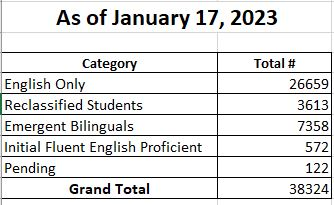 As of January 17, 2023
Category Total #
English Only 26659
Reclassified Students 3613
Emergent Bilinguals 7358
Initial Fluent English Proficient 572
Pending 122
Grand Total 38324